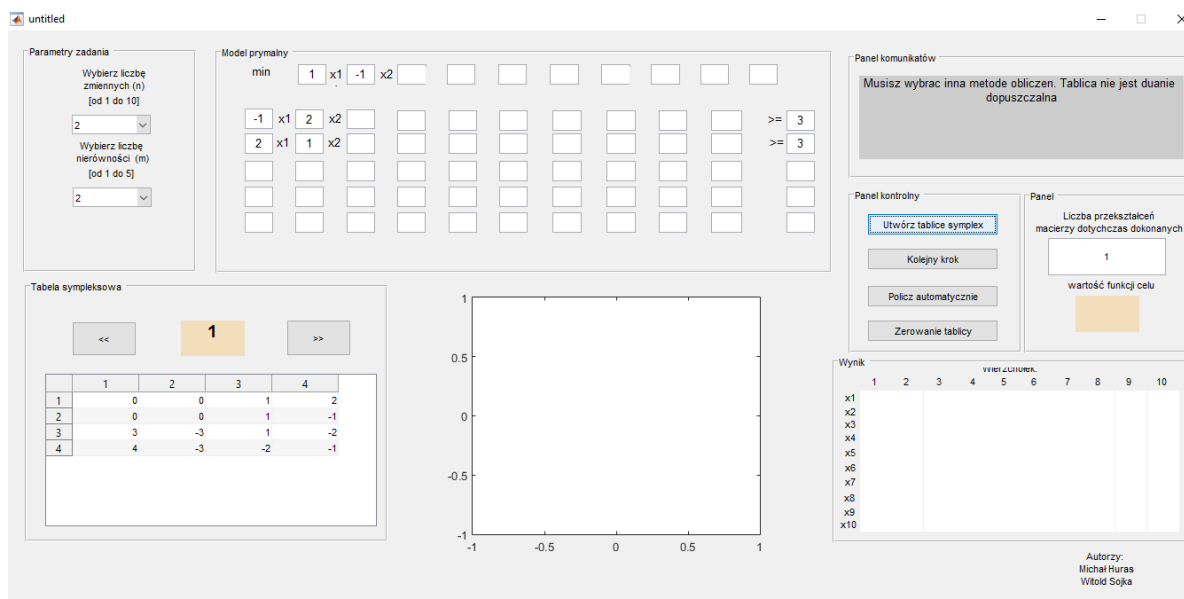 untitled
Parametry zadania
Wybierz liczbę
zmiennych (n)
[od 1 do 10]
2
Wybierz liczbę
nierówności (m)
[od 1 do 5]
2
Model prymalny
min 1 x1 -1 x2
-1 x1 2 x2 >= 3
2 x1 1 x2 >= 3
Panel komunikatów
Musisz wybrac inna metode obliczen. Tablica nie jest duanie
dopuszczalna
Panel kontrolny
Utwórz tablice symplex
Kolejny krok
Policz automatycznie
Zerowanie tablicy
Panel
Liczba przekształceń
macierzy dotychczas dokonanych
1
wartość funkcji celu
Tabela sympleksowa
<< 1 >>
1 2 3 4
1 0 0 1 2
2 0 0 1 -1
3 3 -3 1 -2
4 4 -3 -2 -1
1
0.5
0
-0.5
-1
-1 -0.5 0 0.5 1
Wynik
Wierzchołek:
1 2 3 4 5 6 7 8 9 10
x1
x2
x3
x4
x5
x6
x7
x8
x9
x10
Autorzy:
Michał Huras
Witold Sojka